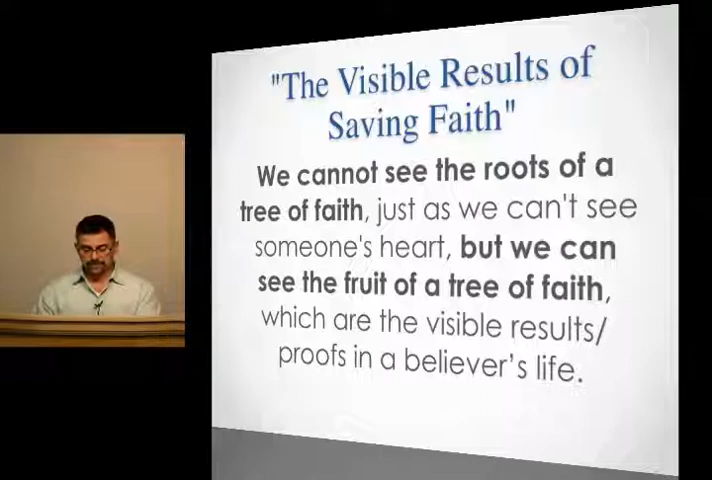 "The Visible Results of
Saving Faith"
We cannot see the roots of a
tree of faith, just as we can't see
someone's heart, but we can
see the fruit of a tree of faith,
which are the visible results/
proofs in a believer's life.